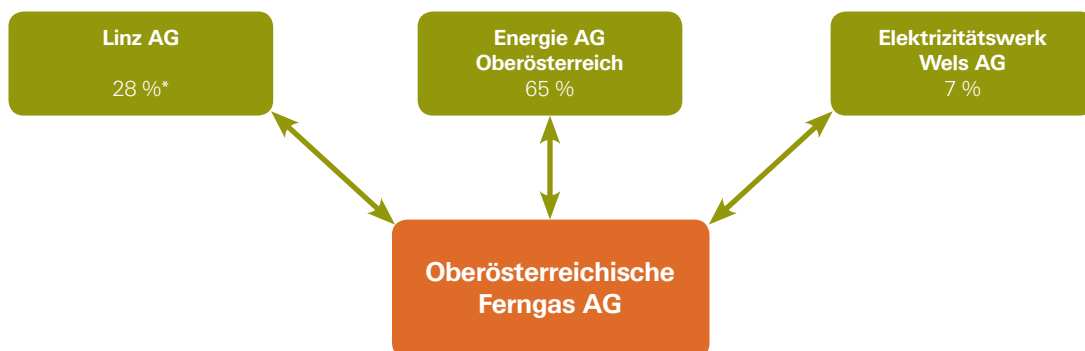 Linz AG
28 %*
Energie AG
Oberösterreich
65 %
Elektrizitätswerk
Wels AG
7 %
Oberösterreichische
Ferngas AG